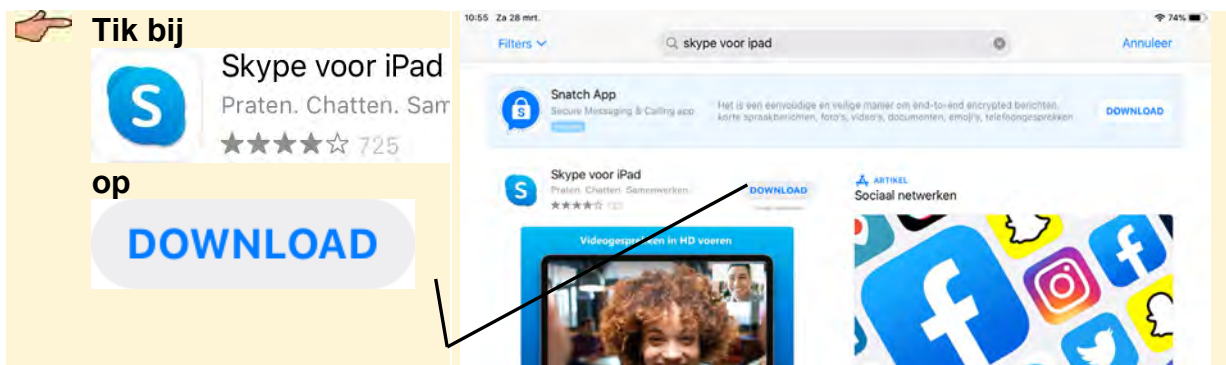 Tik bij
Skype voor iPad
Praten. Chatten. Sam
725
op
DOWNLOAD
10:55 Za 28 mrt.
74%
Filters
skype voor ipad
Annuleer
Snatch App
Secure Messaging & Calling app
Het is een eenvoudige en veilige manier om end-to-end encrypted berichten,
korte spraakberichten, foto's, video's, documenten, emoji's, telefoongesprekken
DOWNLOAD
Skype voor iPad
Praten. Chatten. Samenwerken.
725
DOWNLOAD
ARTIKEL
Sociaal netwerken
Videogesprekken in HD voeren